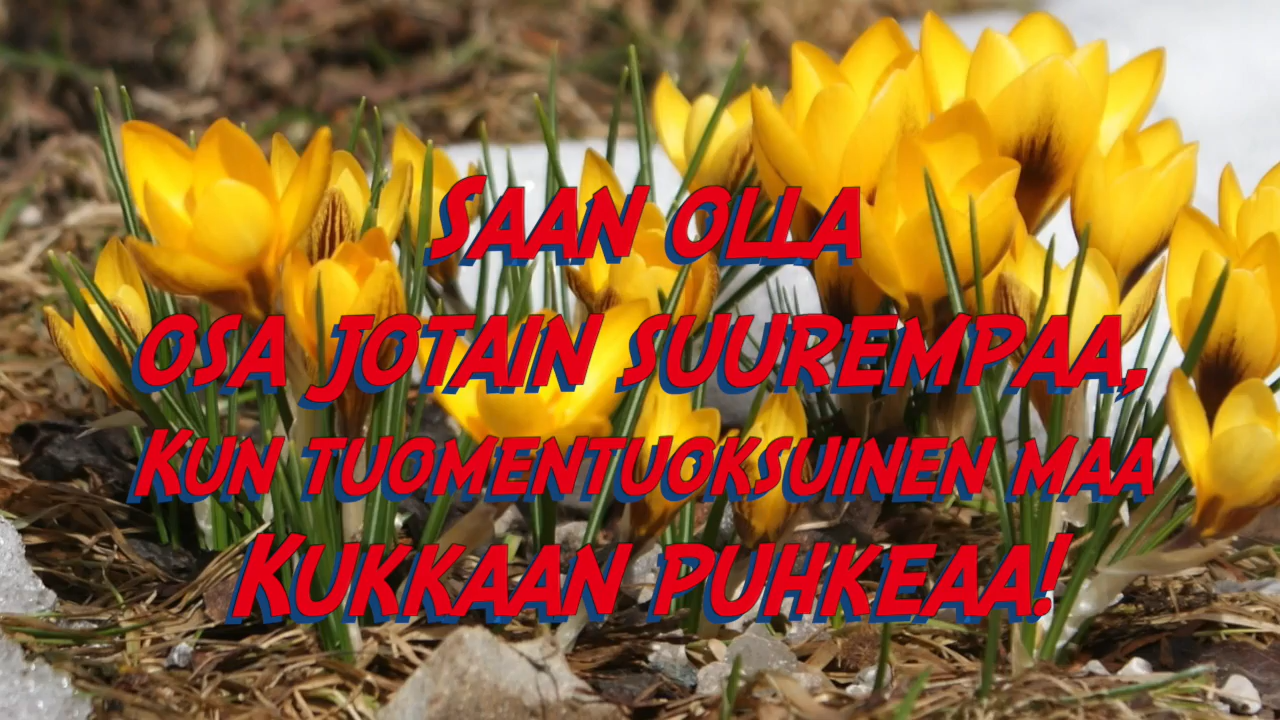 Saan olla
osa jotain suurempaa,
Kun tuomentuoksuinen maa
Kukkaan puhkeaa!